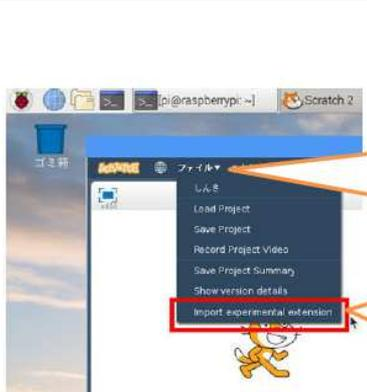 [pi@raspberrypi: ~]
Scratch 2
ゴミ箱
SCRATCH
ファイル▼
しんき
Load Project
Save Project
Record Project Video
Save Project Summary
Show version details
Import experimental extension